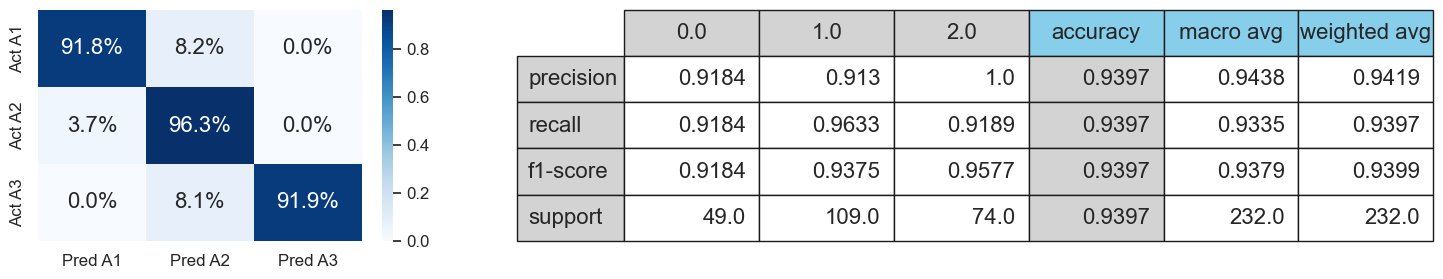 Act A1 91.8% 8.2% 0.0%
Act A2 3.7% 96.3% 0.0%
Act A3 0.0% 8.1% 91.9%
Pred A1 Pred A2 Pred A3
0.8
0.6
0.4
0.2
0.0
0.0 1.0 2.0 accuracy macro avg weighted avg
precision 0.9184 0.913 1.0 0.9397 0.9438 0.9419
recall 0.9184 0.9633 0.9189 0.9397 0.9335 0.9397
f1-score 0.9184 0.9375 0.9577 0.9397 0.9379 0.9399
support 49.0 109.0 74.0 0.9397 232.0 232.0